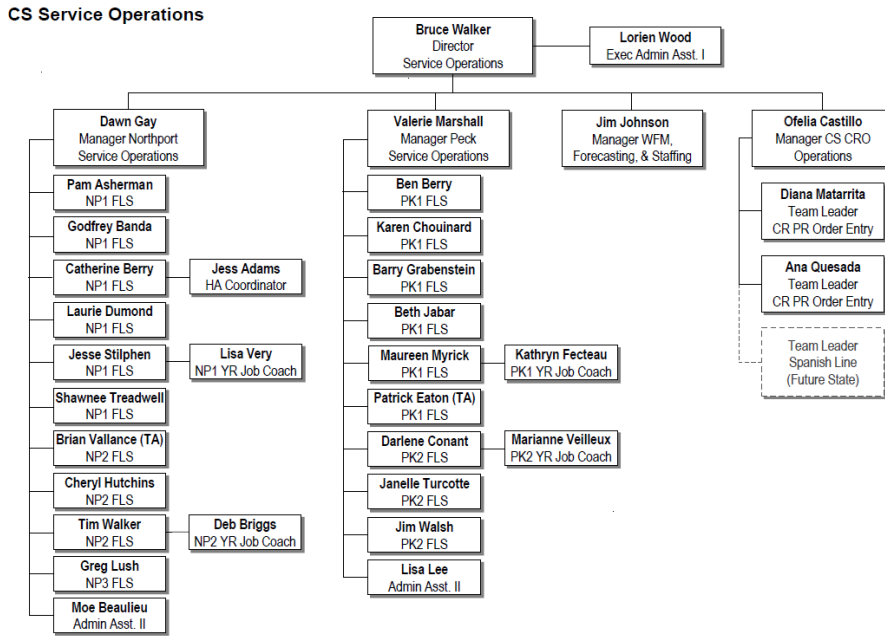 CS Service Operations
Bruce Walker
Director
Service Operations
Lorien Wood
Exec Admin Asst. I
Dawn Gay
Manager Northport
Service Operations
Pam Asherman
NP1 FLS
Godfrey Banda
NP1 FLS
Catherine Berry
NP1 FLS
Jess Adams
HA Coordinator
Laurie Dumond
NP1 FLS
Jesse Stilphen
NP1 FLS
Lisa Very
NP1 YR Job Coach
Shawnee Treadwell
NP1 FLS
Brian Vallance (TA)
NP2 FLS
Cheryl Hutchins
NP2 FLS
Tim Walker
NP2 FLS
Deb Briggs
NP2 YR Job Coach
Greg Lush
NP3 FLS
Moe Beaulieu
Admin Asst. II
Valerie Marshall
Manager Peck
Service Operations
Ben Berry
PK1 FLS
Karen Chouinard
PK1 FLS
Barry Grabenstein
PK1 FLS
Beth Jabar
PK1 FLS
Maureen Myrick
PK1 FLS
Kathryn Fecteau
PK1 YR Job Coach
Patrick Eaton (TA)
PK1 FLS
Darlene Conant
PK2 FLS
Marianne Veilleux
PK2 YR Job Coach
Janelle Turcotte
PK2 FLS
Jim Walsh
PK2 FLS
Lisa Lee
Admin Asst. II
Jim Johnson
Manager WFM,
Forecasting, & Staffing
Ofelia Castillo
Manager CS CRO
Operations
Diana Matarrita
Team Leader
CR PR Order Entry
Ana Quesada
Team Leader
CR PR Order Entry
Team Leader
Spanish Line
(Future State)